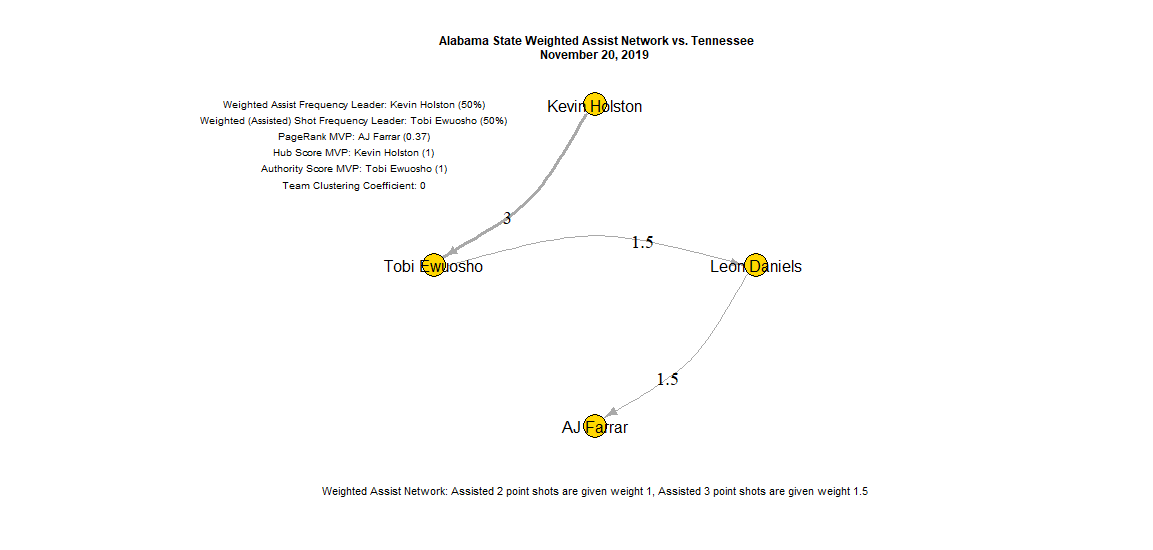 Alabama State Weighted Assist Network vs. Tennessee
November 20, 2019
Weighted Assist Frequency Leader: Kevin Holston (50%)
Weighted (Assisted) Shot Frequency Leader: Tobi Ewuosho (50%)
PageRank MVP: AJ Farrar (0.37)
Hub Score MVP: Kevin Holston (1)
Authority Score MVP: Tobi Ewuosho (1)
Team Clustering Coefficient: 0
Kevin Holston
3
1.5
Tobi Ewuosho
Leon Daniels
1.5
AJ Farrar
Weighted Assist Network: Assisted 2 point shots are given weight 1, Assisted 3 point shots are given weight 1.5